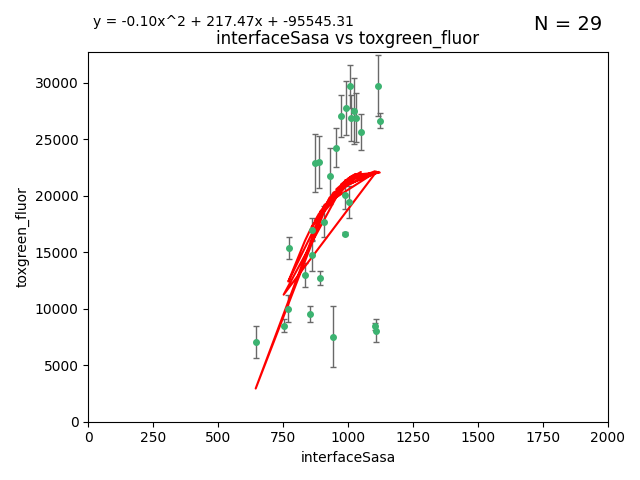 y = -0.10x^2 + 217.47x + -95545.31
N = 29
interfaceSasa vs toxgreen_fluor
30000
25000
20000
15000
10000
5000
0
toxgreen_fluor
0 250 500 750 1000 1250 1500 1750 2000
interfaceSasa